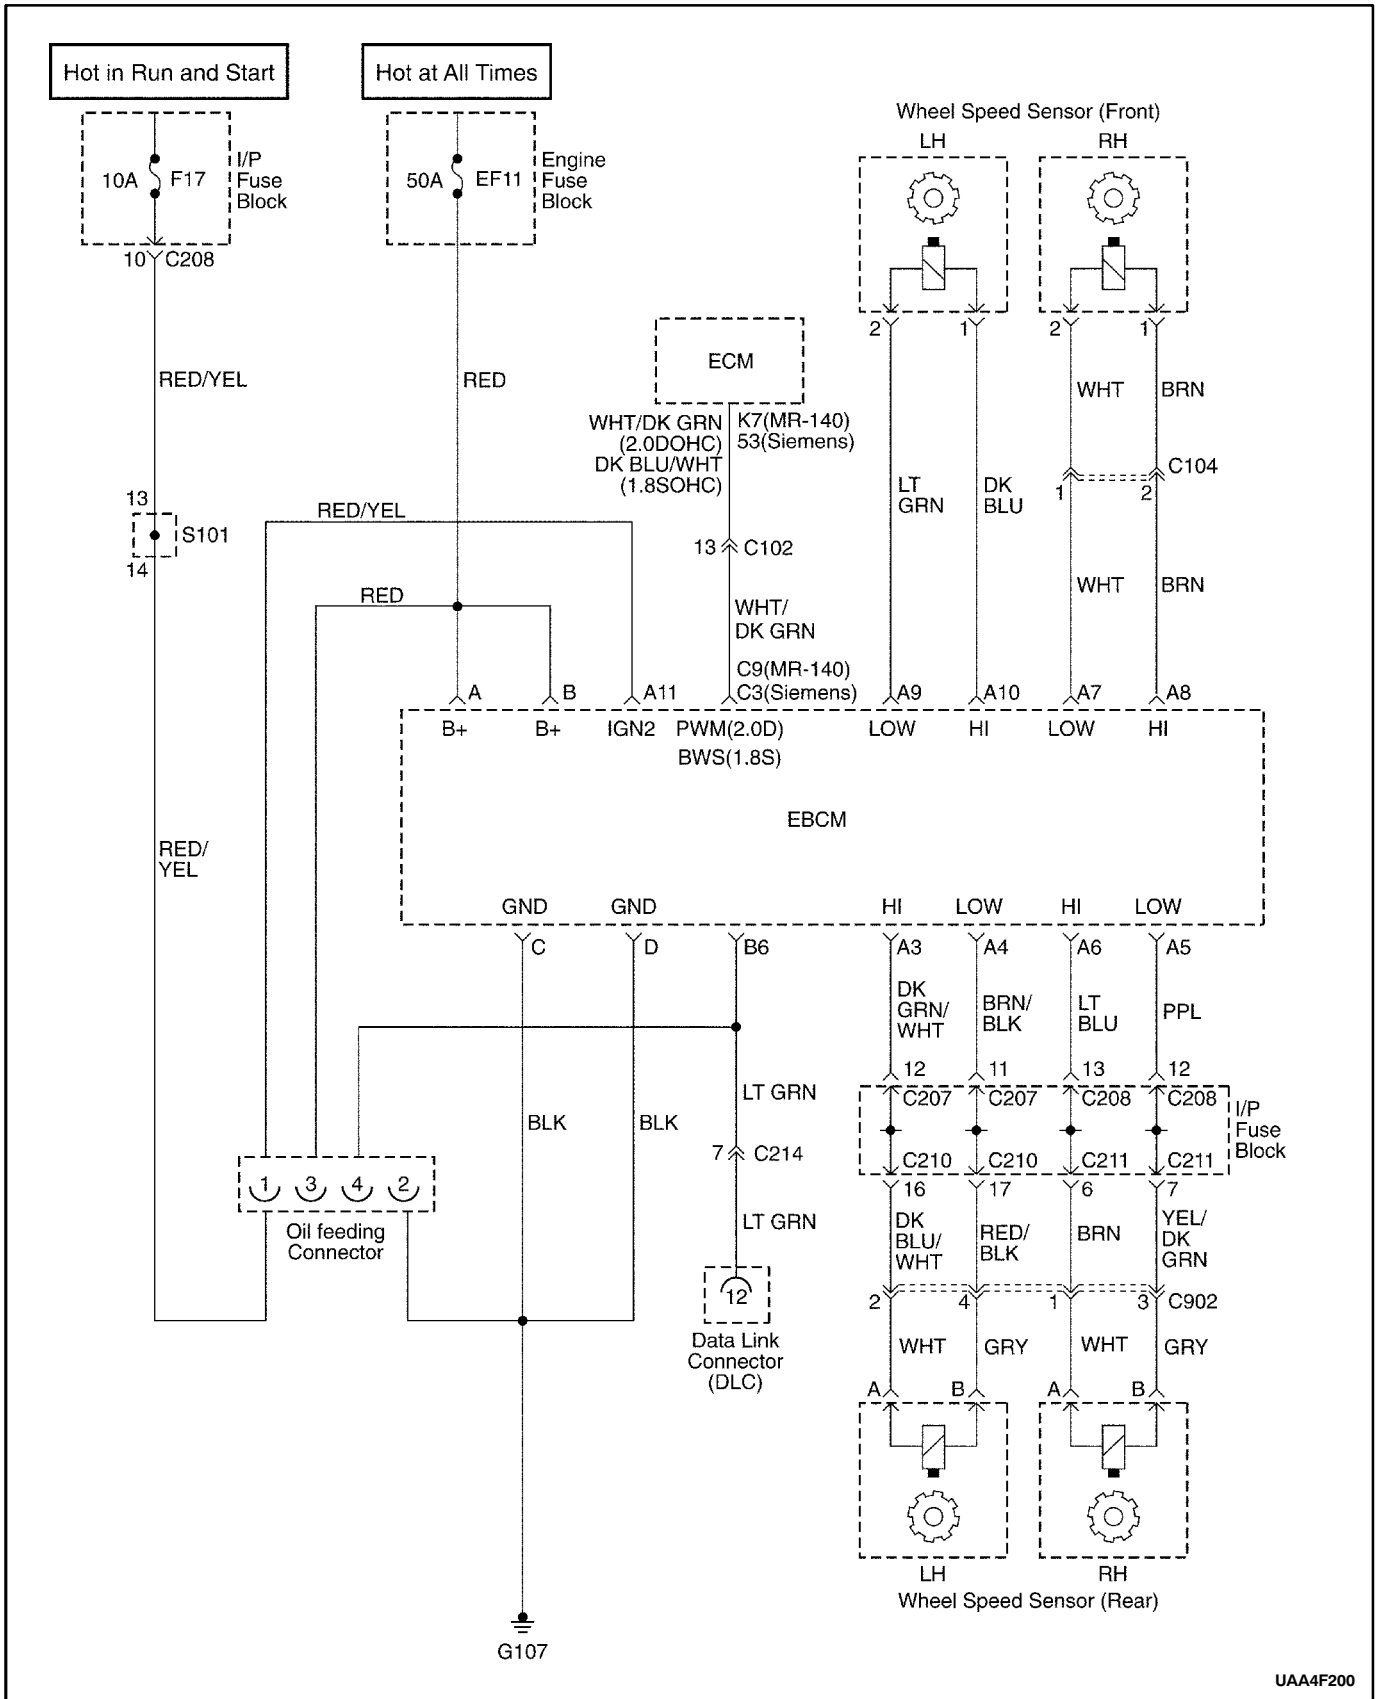 Hot in Run and Start
Hot at All Times
Wheel Speed Sensor (Front)
LH
RH
10A
F17
I/P
Fuse
Block
50A
EF11
Engine
Fuse
Block
10
C208
2
1
2
1
ECM
RED/YEL
RED
WHT
BRN
WHT/DK GRN
(2.0DOHC)
DK BLU/WHT
(1.8SOHC)
K7(MR-140)
53(Siemens)
C104
1
2
LT
GRN
DK
BLU
13
S101
14
RED/YEL
13
C102
RED
WHT
BRN
WHT/
DK GRN
C9(MR-140)
C3(Siemens)
A
B
A11
A9
A10
A7
A8
B+
B+
IGN2
PWM(2.0D)
BWS(1.8S)
LOW
HI
LOW
HI
EBCM
RED/
YEL
GND
GND
HI
LOW
HI
LOW
C
D
B6
A3
A4
A6
A5
DK
GRN/
WHT
BRN/
BLK
LT
BLU
PPL
12
11
13
12
C207
C207
C208
C208
I/P
Fuse
Block
C210
C210
C211
C211
16
17
6
7
LT GRN
BLK
BLK
7
C214
LT GRN
1
3
4
2
Oil feeding
Connector
DK
BLU/
WHT
RED/
BLK
BRN
YEL/
DK
GRN
2
4
1
3
C902
12
Data Link
Connector
(DLC)
WHT
GRY
WHT
GRY
A
B
A
B
LH
RH
Wheel Speed Sensor (Rear)
G107
UAA4F200